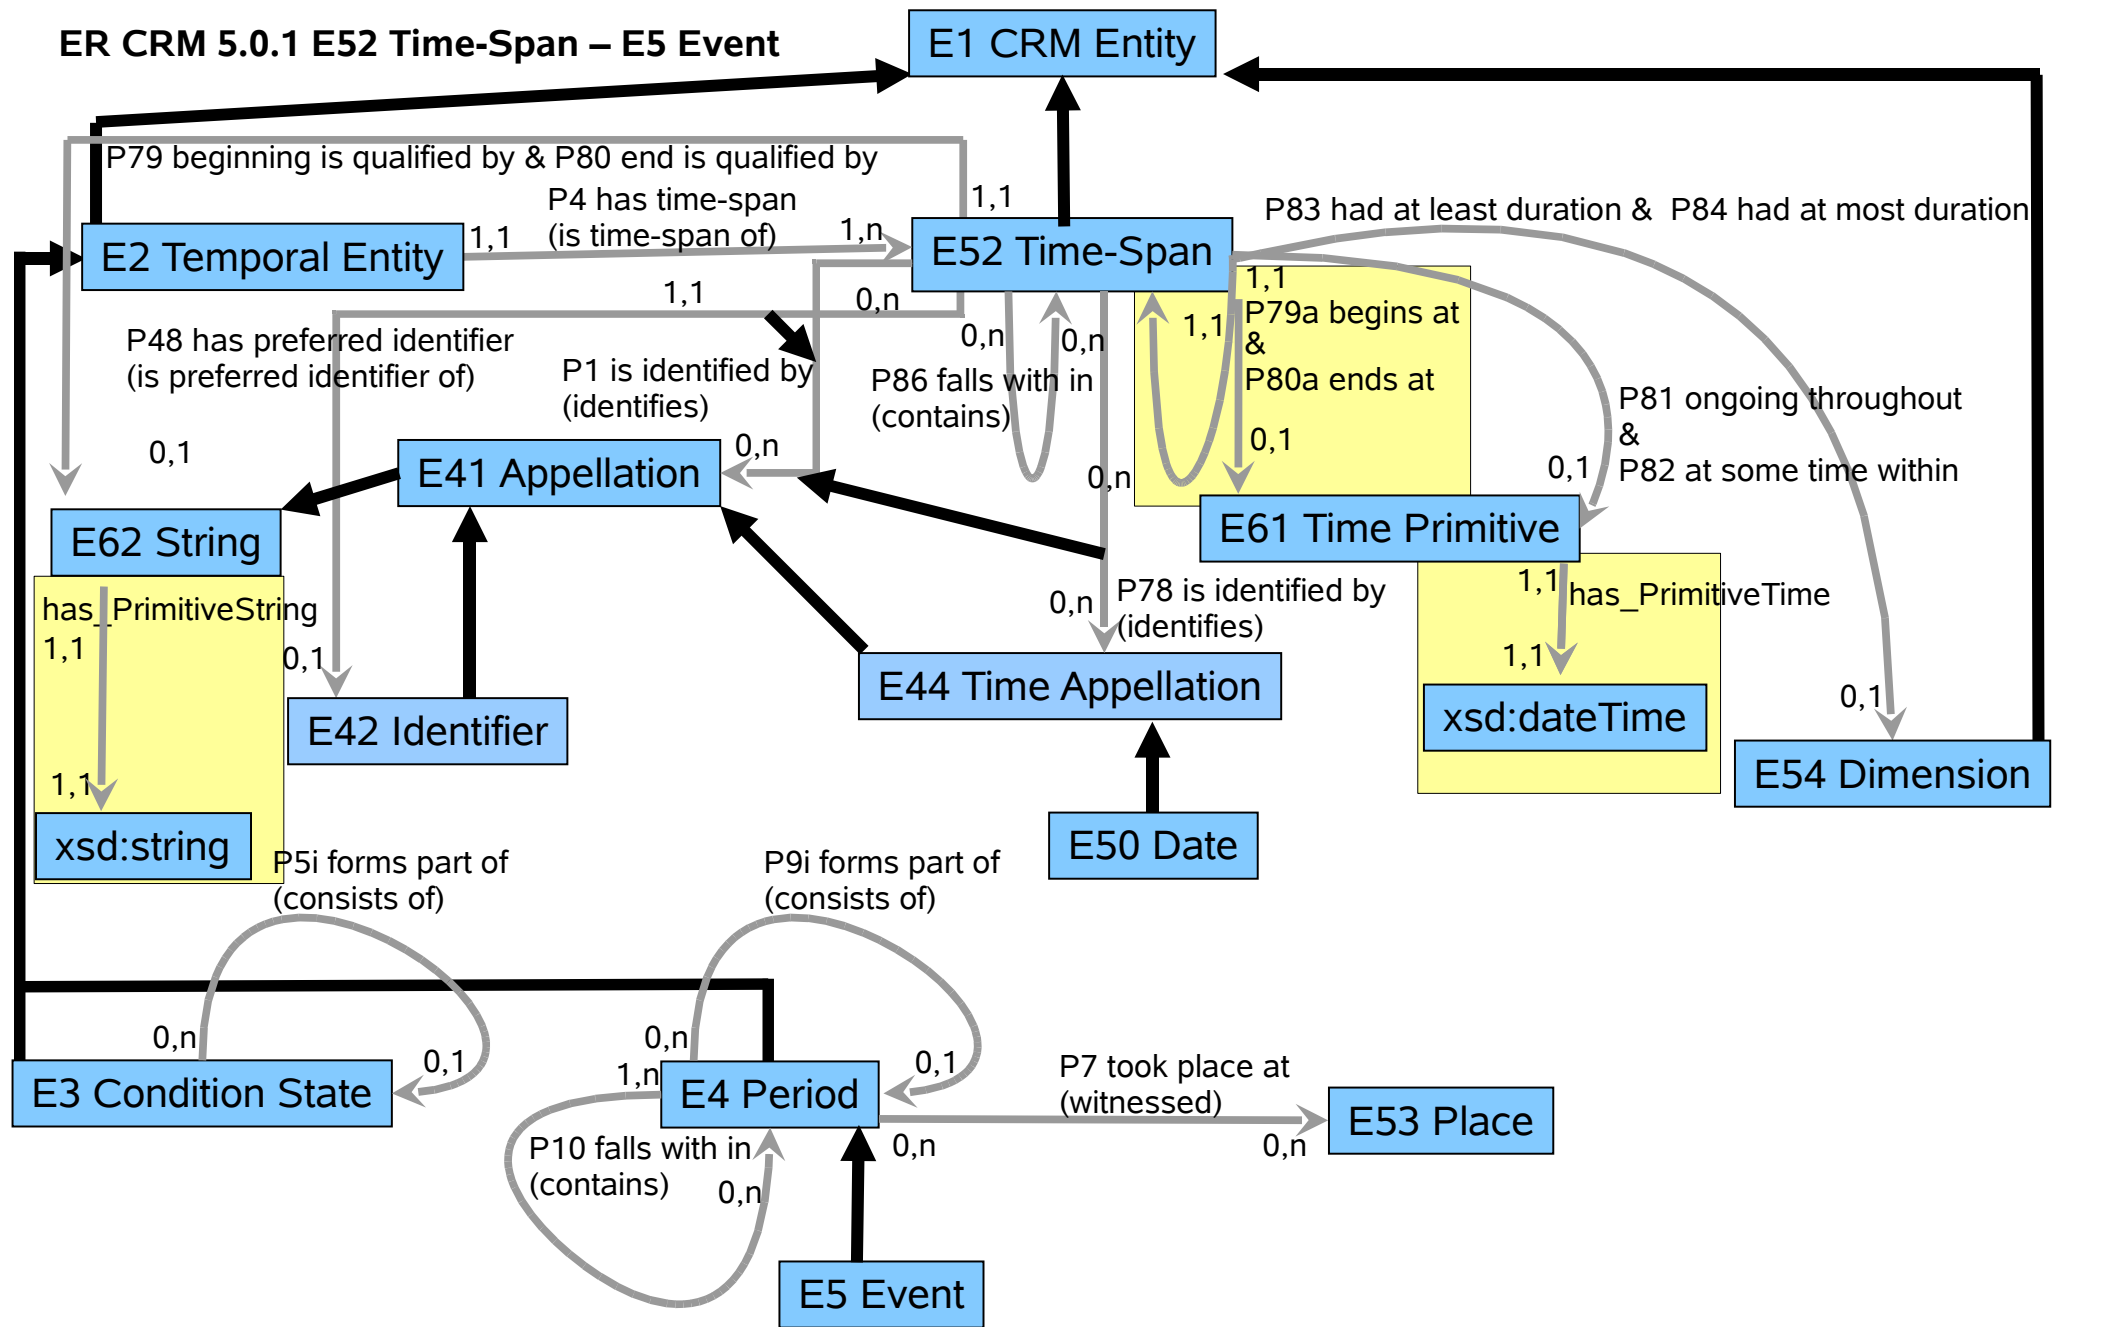 ER CRM 5.0.1 E52 Time-Span – E5 Event
E1 CRM Entity
P79 beginning is qualified by & P80 end is qualified by
P4 has time-span
(is time-span of)
1,1
1,n
1,1
P83 had at least duration & P84 had at most duration
E2 Temporal Entity
E52 Time-Span
1,1
0,n
1,1
P79a begins at
&
P80a ends at
1,1
0,n
0,n
P48 has preferred identifier
(is preferred identifier of)
P1 is identified by
(identifies)
P86 falls with in
(contains)
P81 ongoing throughout
&
P82 at some time within
0,1
0,n
0,1
0,1
0,n
E41 Appellation
E62 String
E61 Time Primitive
has_PrimitiveString
1,1
0,1
0,n
P78 is identified by
(identifies)
1,1
has_PrimitiveTime
1,1
0,1
E42 Identifier
E44 Time Appellation
xsd:dateTime
E54 Dimension
1,1
xsd:string
E50 Date
P5i forms part of
(consists of)
P9i forms part of
(consists of)
0,n
0,1
0,n
0,1
1,n
E3 Condition State
E4 Period
P7 took place at
(witnessed)
E53 Place
0,n
0,n
P10 falls with in
(contains)
0,n
E5 Event